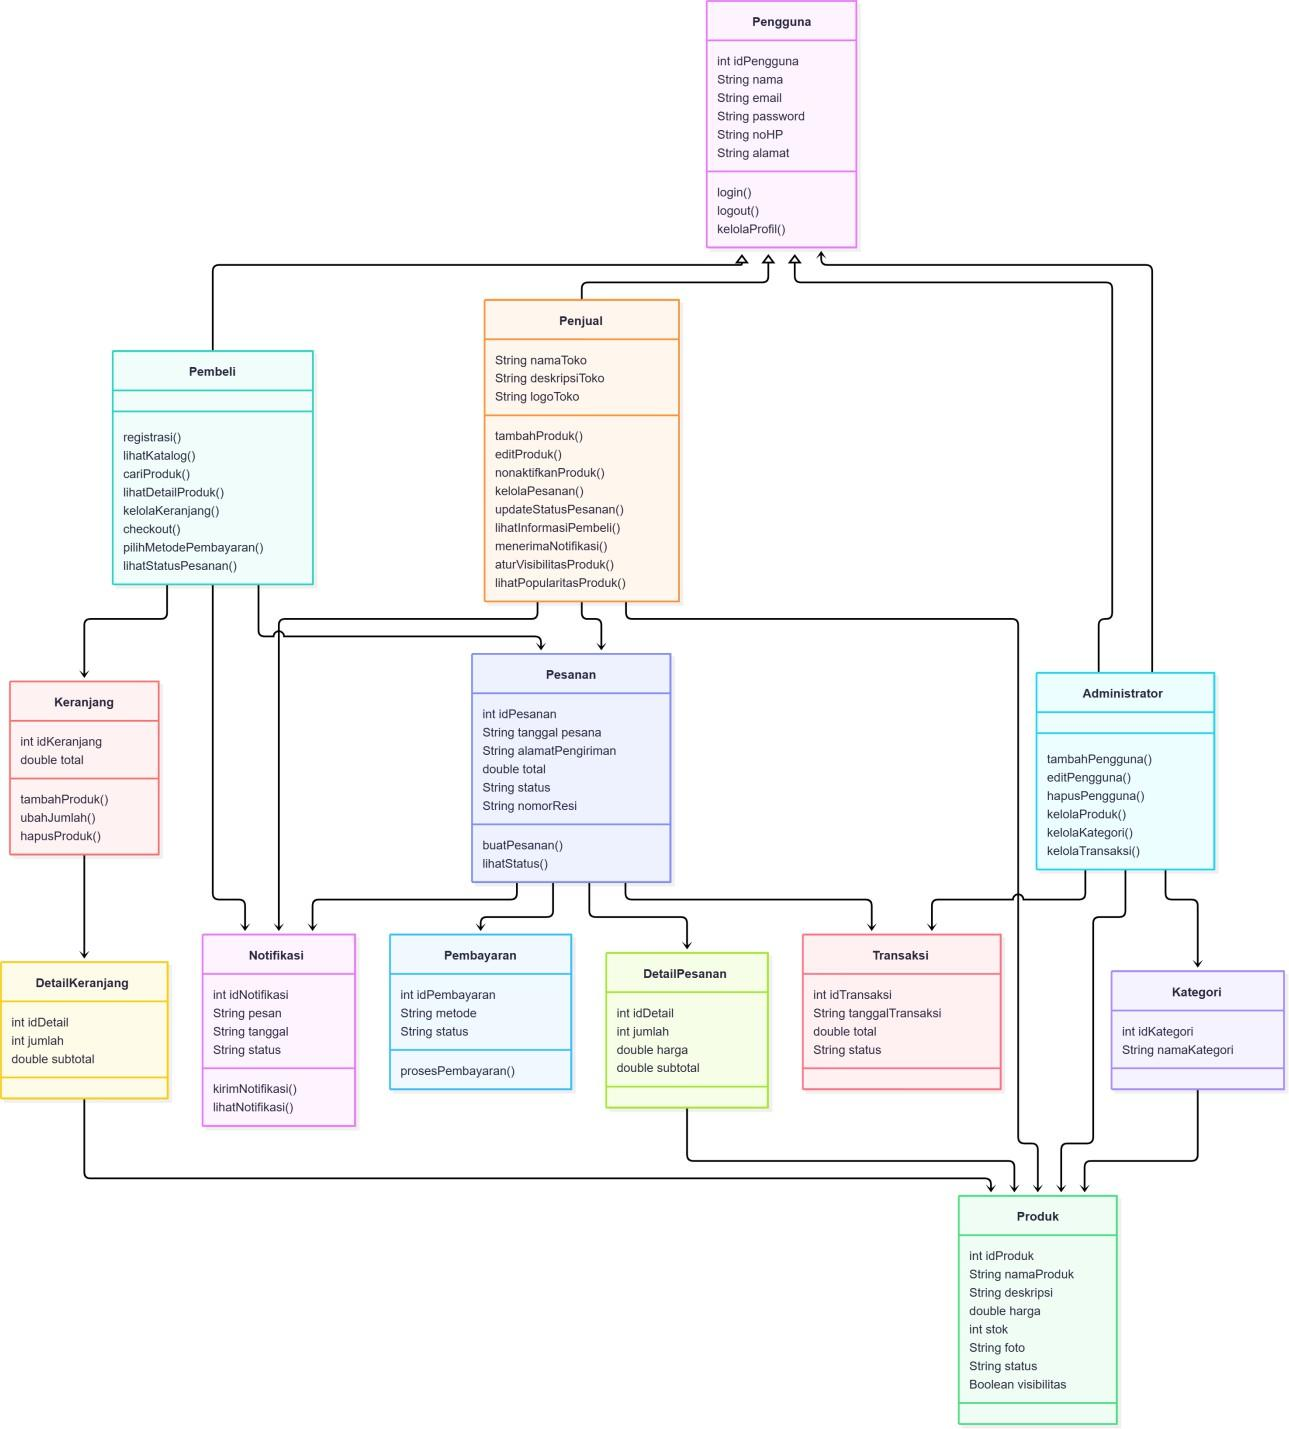 Pengguna
int idPengguna
String nama
String email
String password
String noHP
String alamat
login()
logout()
kelolaProfil()
Penjual
String namaToko
String deskripsiToko
String logoToko
tambahProduk()
editProduk()
nonaktifkanProduk()
kelolaPesanan()
updateStatusPesanan()
lihatInformasiPembeli()
menerimaNotifikasi()
aturVisibilitasProduk()
lihatPopularitasProduk()
Pembeli
registrasi()
lihatKatalog()
cariProduk()
lihatDetailProduk()
kelolaKeranjang()
checkout()
pilihMetodePembayaran()
lihatStatusPesanan()
Keranjang
int idKeranjang
double total
tambahProduk()
ubahJumlah()
hapusProduk()
Pesanan
int idPesanan
String tanggal pesana
String alamatPengiriman
double total
String status
String nomorResi
buatPesanan()
lihatStatus()
Administrator
tambahPengguna()
editPengguna()
hapusPengguna()
kelolaProduk()
kelolaKategori()
kelolaTransaksi()
DetailKeranjang
int idDetail
int jumlah
double subtotal
Notifikasi
int idNotifikasi
String pesan
String tanggal
String status
kirimNotifikasi()
lihatNotifikasi()
Pembayaran
int idPembayaran
String metode
String status
prosesPembayaran()
DetailPesanan
int idDetail
int jumlah
double harga
double subtotal
Transaksi
int idTransaksi
String tanggalTransaksi
double total
String status
Kategori
int idKategori
String namaKategori
Produk
int idProduk
String namaProduk
String deskripsi
double harga
int stok
String foto
String status
Boolean visibilitas